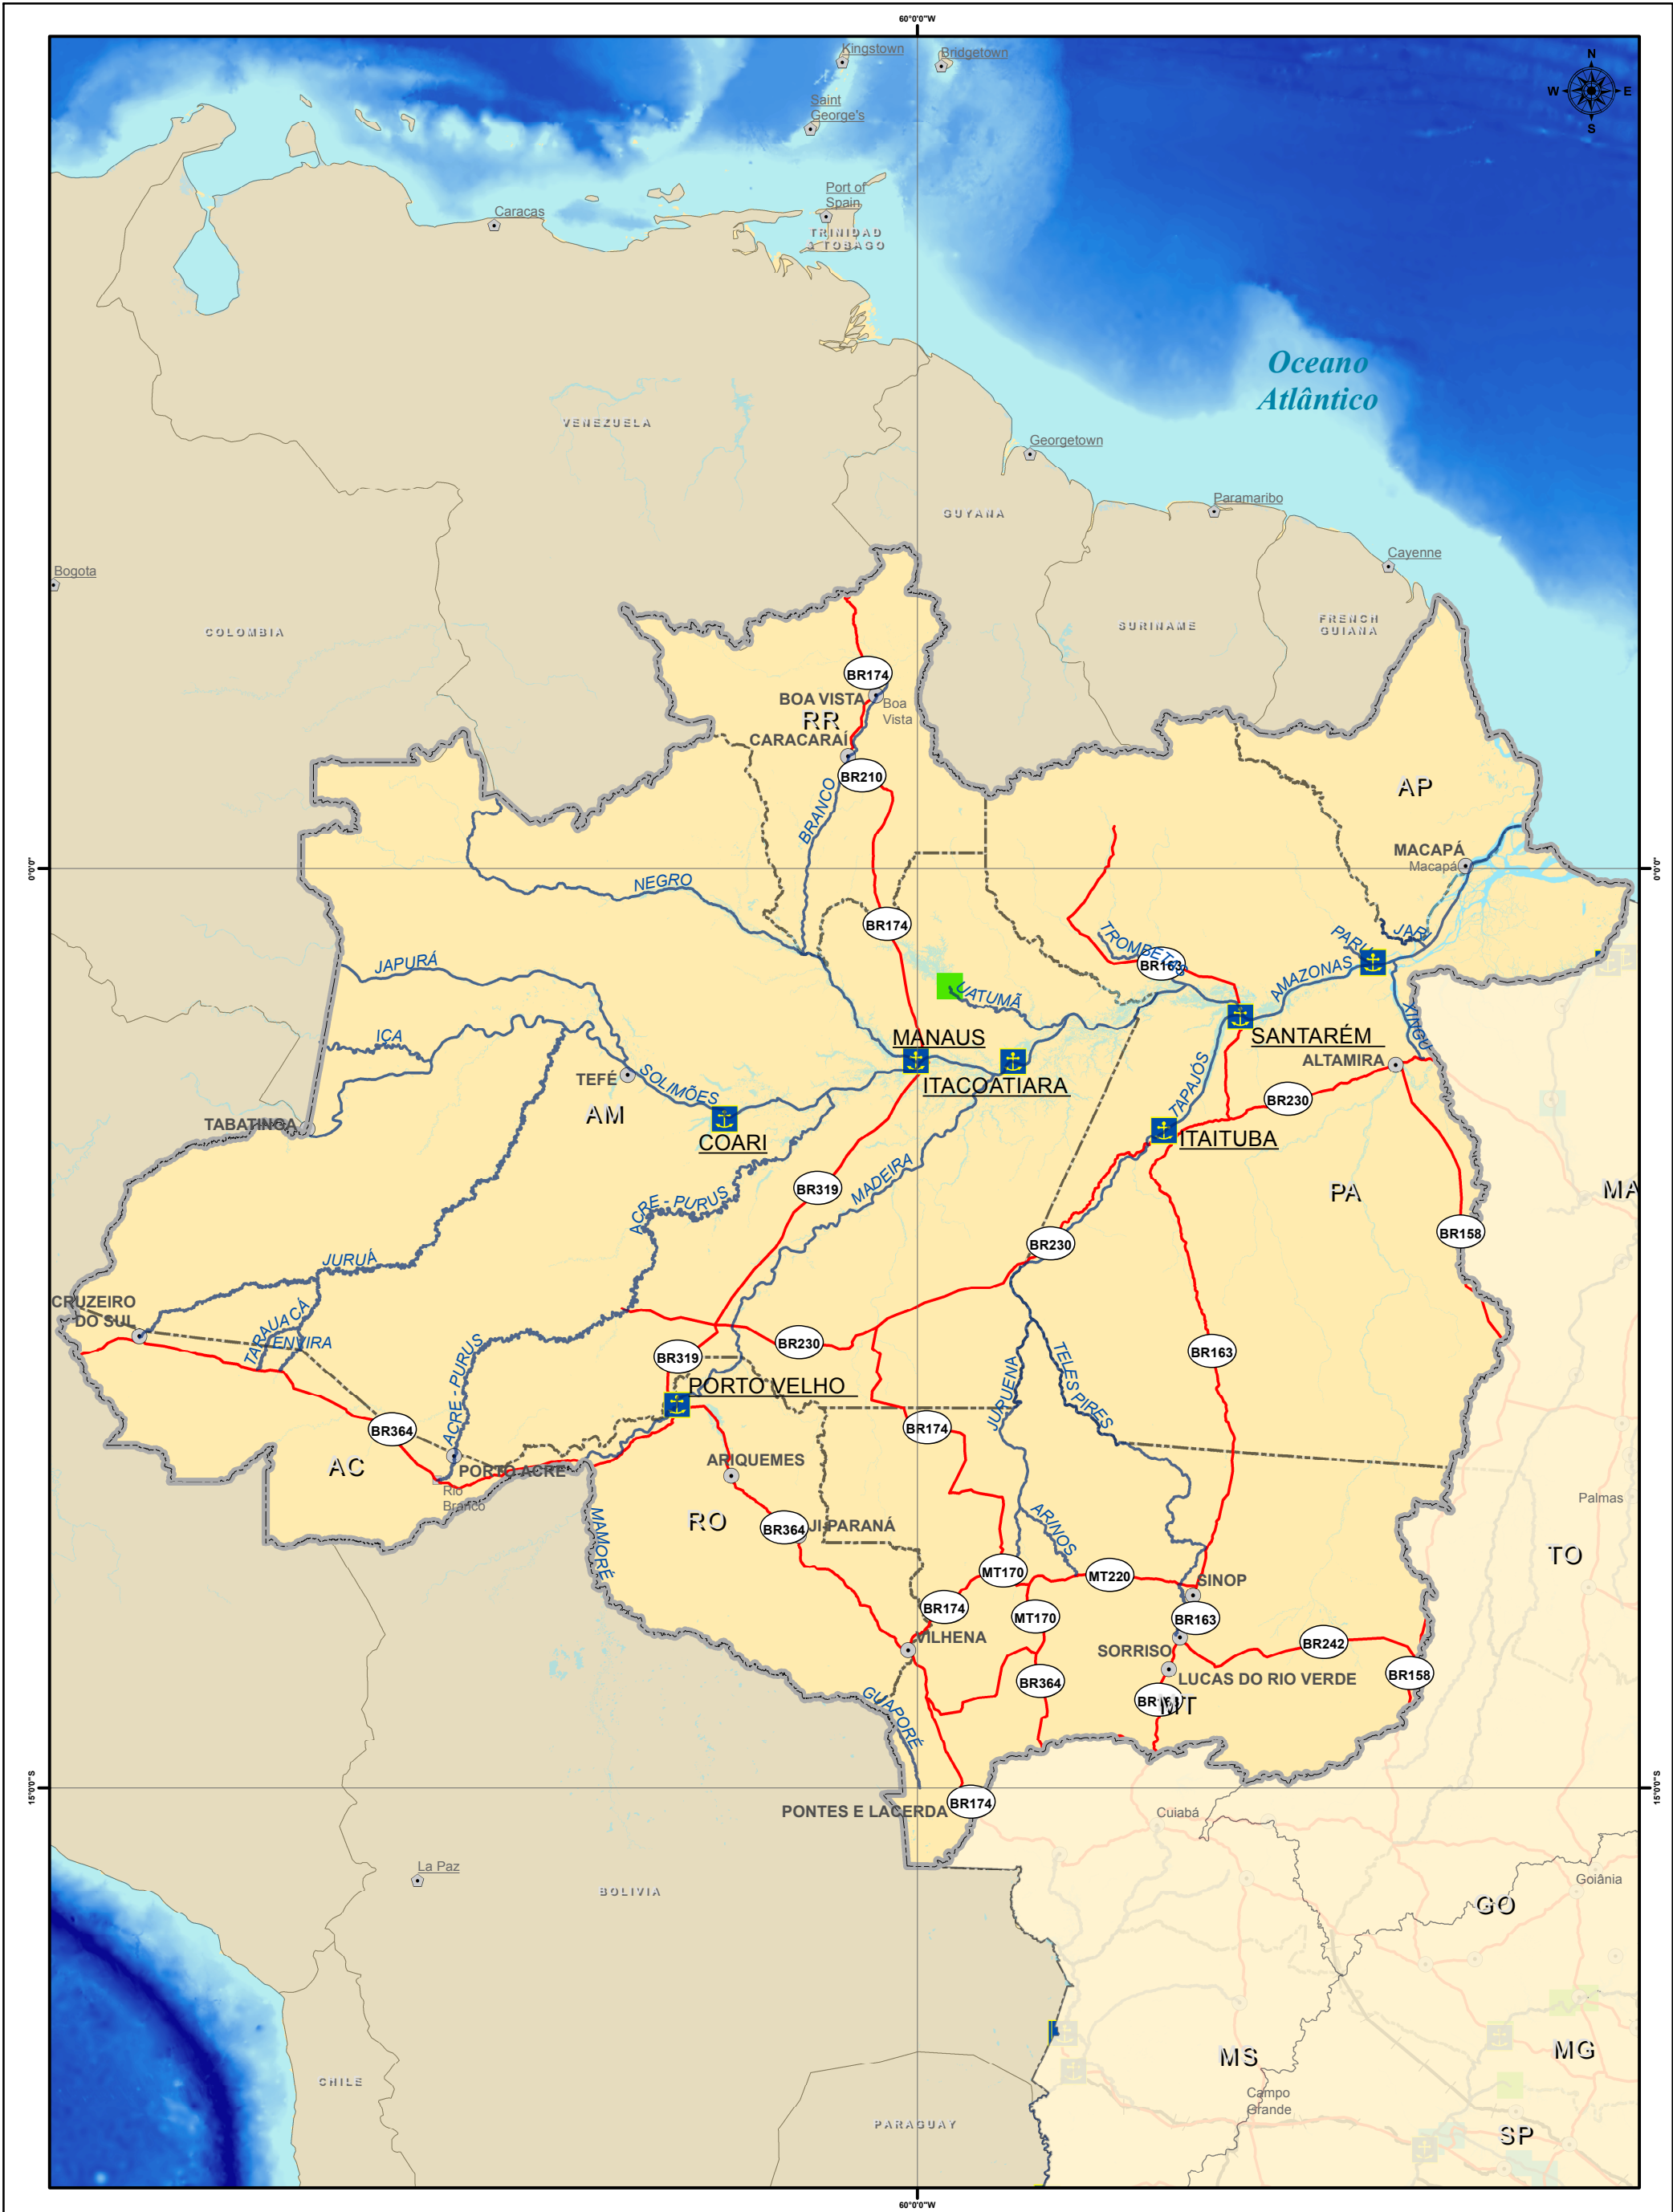 60°0'0"W
Kingstown
Bridgetown
N
W
E
S
Saint
George's
Port of
Spain
TRINIDAD
& TOBAGO
Caracas
Oceano
Atlântico
VENEZUELA
Georgetown
GUYANA
Paramaribo
Cayenne
Bogota
COLOMBIA
SURINAME
FRENCH
GUIANA
BR174
BOA VISTA
Boa
Vista
RR
CARACARAÍ
BR210
BRANCO
AP
MACAPÁ
Macapá
0°0'0"
0°0'0"
NEGRO
BR174
TROMBETAS
BR163
PARU
JARI
AMAZONAS
JAPURÁ
UATUMÃ
XINGU
IÇA
MANAUS
SANTARÉM
ITACOATIARA
ALTAMIRA
TEFÉ
SOLIMÕES
TAPAJÓS
BR230
AM
TABATINGA
COARI
ITAITUBA
MADEIRA
BR319
ACRE - PURUS
PA
MA
BR158
BR230
JURUÁ
CRUZEIRO
DO SUL
TARAUACÁ
ENVIRA
BR319
BR230
BR163
ACRE - PURUS
JURUENA
TELES PIRES
PORTO VELHO
BR364
BR174
AC
PORTO ACRE
Rio
Branco
ARIQUEMES
Palmas
RO
BR364
JI-PARANÁ
ARINOS
MAMORÉ
TO
MT170
MT220
SINOP
BR174
MT170
BR163
VILHENA
SORRISO
BR242
LUCAS DO RIO VERDE
BR364
BR158
MT
GUAPORÉ
15°0'0"S
15°0'0"S
PONTES E LACERDA
BR174
Cuiabá
La Paz
BOLIVIA
Goiânia
GO
MS
MG
CHILE
Campo
Grande
PARAGUAY
SP
60°0'0"W